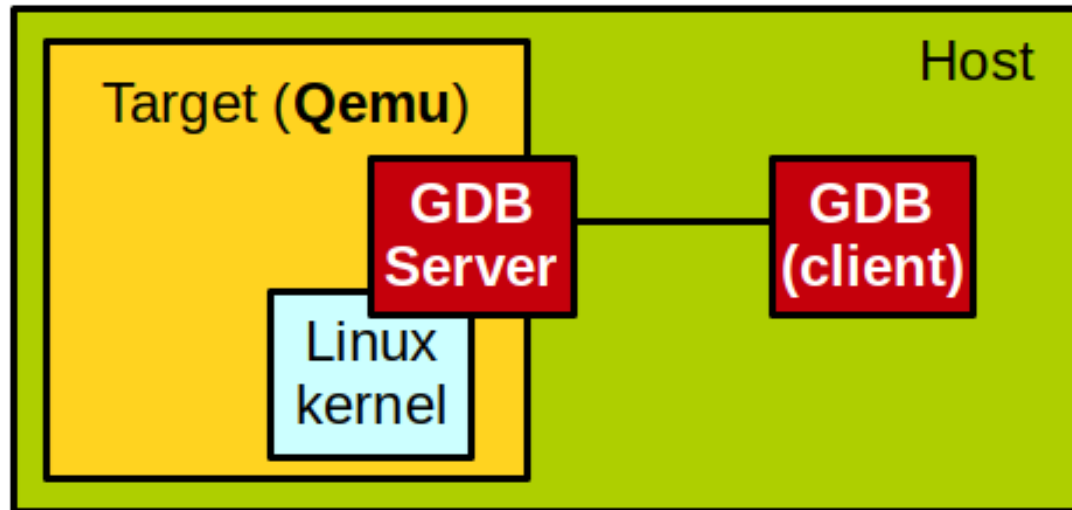 Host
Target (Qemu)
GDB
Server
GDB
(client)
Linux
kernel